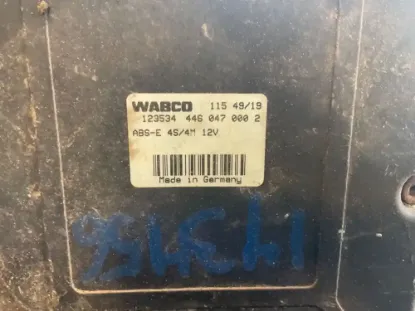 WABCO 115 49/19
123534 446 047 000 2
ABS-E 4S/4M 12V
Made in Germany